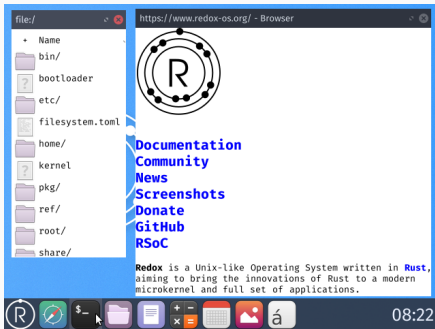 file:/
+ Name
bin/
bootloader
etc/
filesystem.toml
home/
kernel
pkg/
ref/
root/
share/
https://www.redox-os.org/ - Browser
R
Documentation
Community
News
Screenshots
Donate
GitHub
RSoC
Redox is a Unix-like Operating System written in Rust,
aiming to bring the innovations of Rust to a modern
microkernel and full set of applications.
R
$_
á
08:22